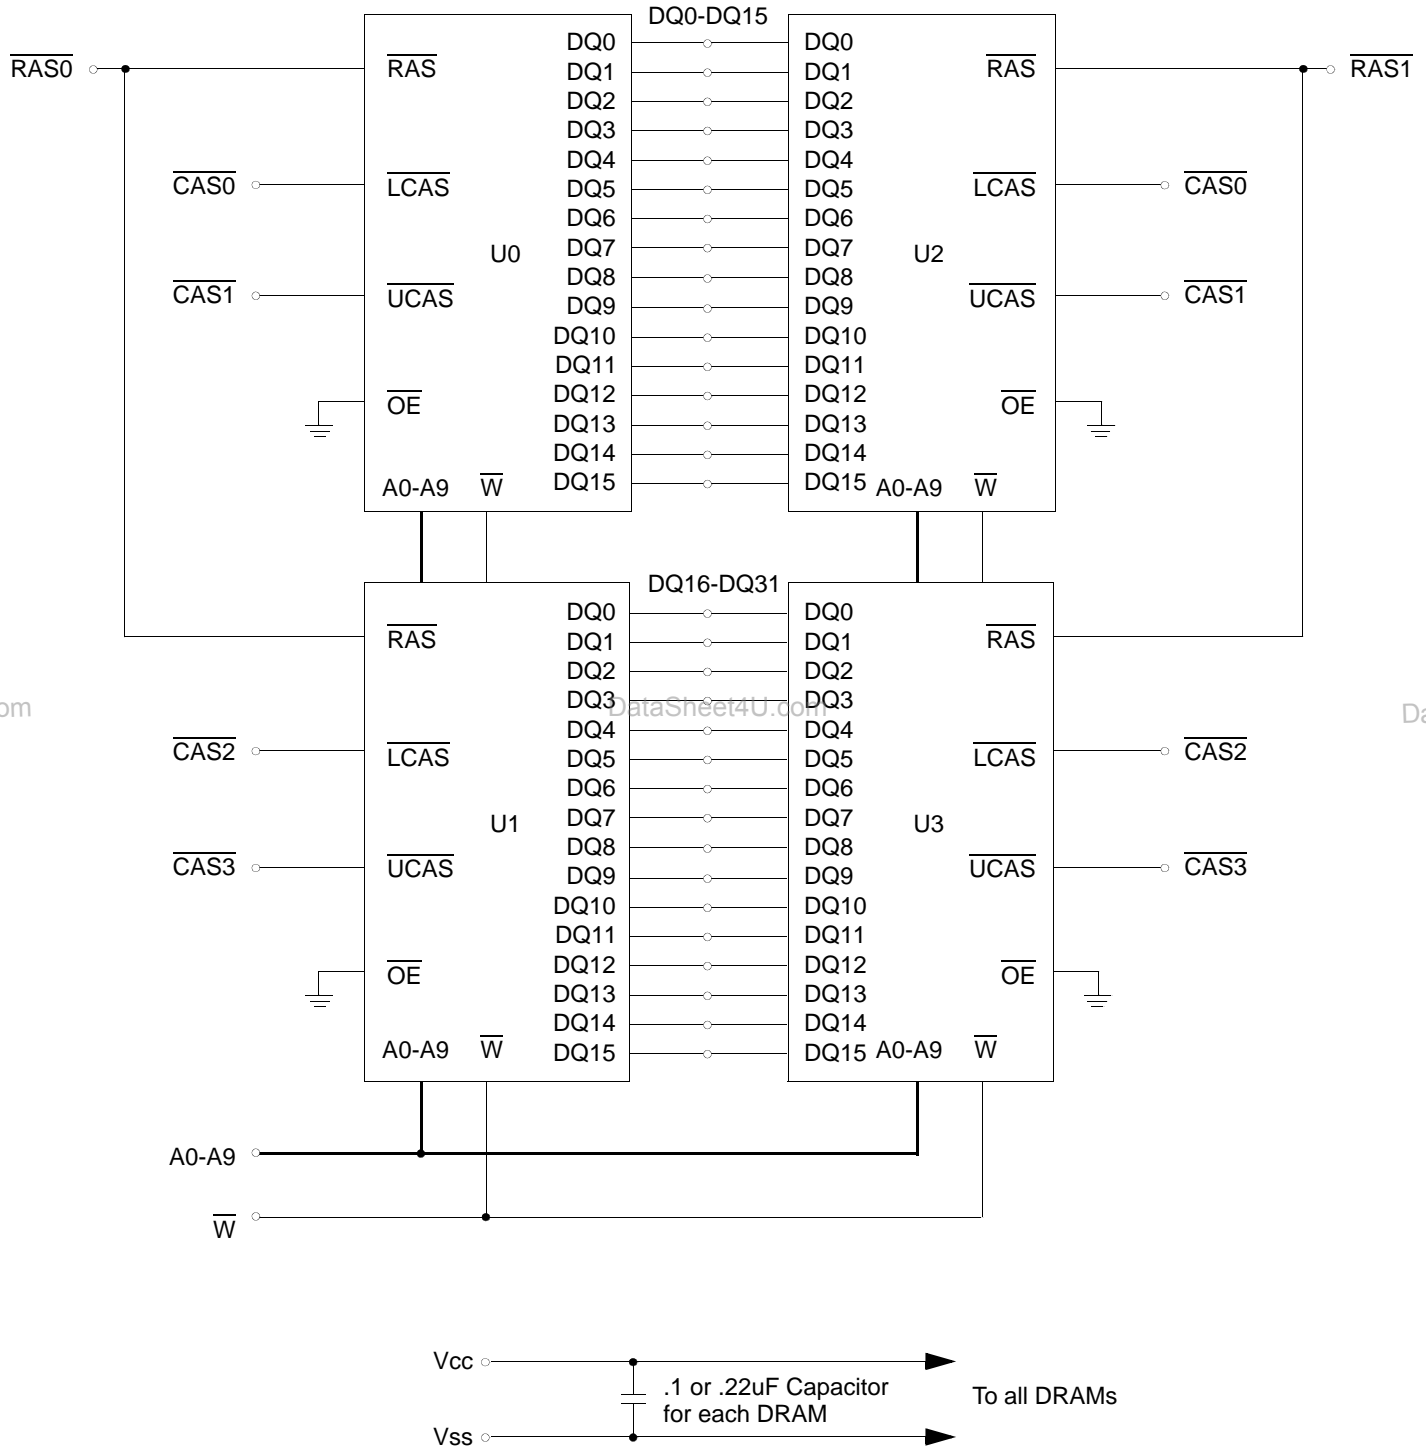 DQ0-DQ15
RAS0 RAS DQ0 DQ0 RAS RAS1
DQ1 DQ1
DQ2 DQ2
DQ3 DQ3
DQ4 DQ4
CAS0 LCAS DQ5 DQ5 LCAS CAS0
DQ6 DQ6
U0 DQ7 DQ7 U2
DQ8 DQ8
CAS1 UCAS DQ9 DQ9 UCAS CAS1
DQ10 DQ10
DQ11 DQ11
OE DQ12 DQ12 OE
DQ13 DQ13
DQ14 DQ14
A0-A9 W DQ15 DQ15 A0-A9 W
DQ16-DQ31
DQ0 DQ0
RAS DQ1 DQ1 RAS
DQ2 DQ2
om DQ3 DataSheet4U.com DQ3 Da
DQ4 DQ4
CAS2 LCAS DQ5 DQ5 LCAS CAS2
DQ6 DQ6
U1 DQ7 DQ7 U3
DQ8 DQ8
CAS3 UCAS DQ9 DQ9 UCAS CAS3
DQ10 DQ10
DQ11 DQ11
OE DQ12 DQ12 OE
DQ13 DQ13
DQ14 DQ14
A0-A9 W DQ15 DQ15 A0-A9 W
A0-A9
W
Vcc
.1 or .22uF Capacitor
for each DRAM
To all DRAMs
Vss